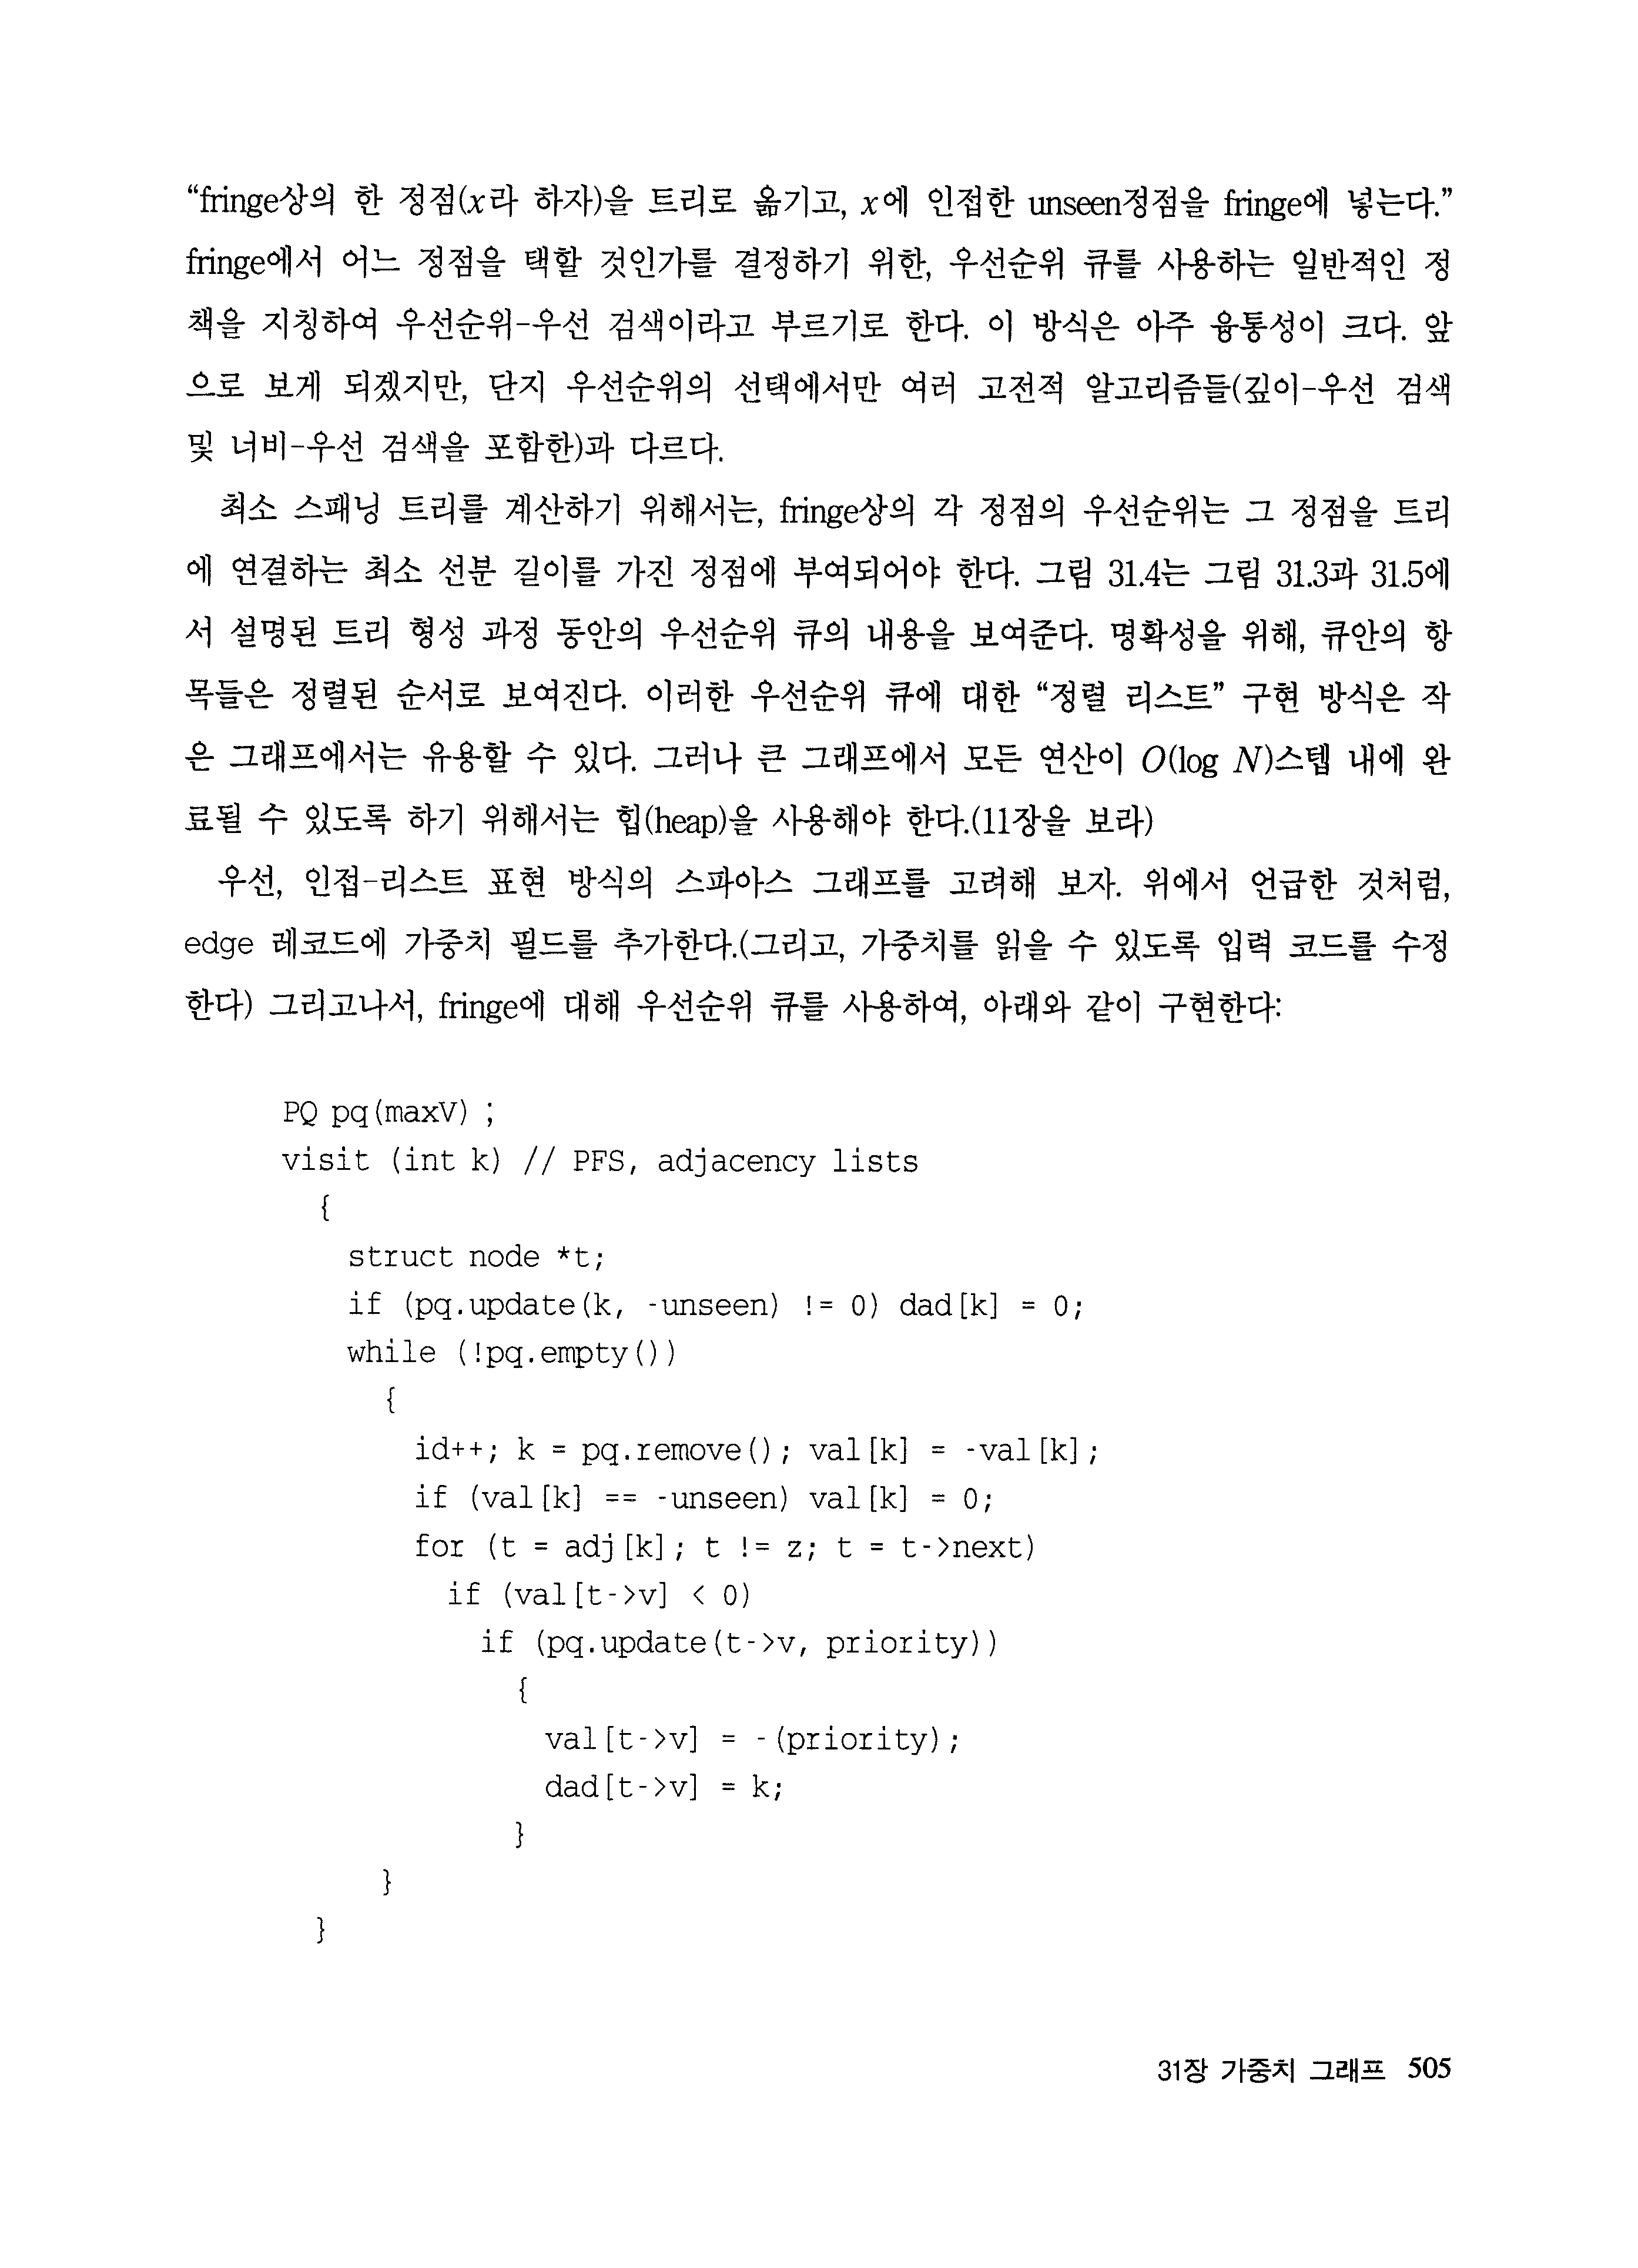 “fringe상의 한 정점(x라 하자)을 트리로 옮기고, x에 인접한 unseen정점을 fringe에 넣는다.”
fringe에서 어느 정점을 택할 것인가를 결정하기 위한, 우선순위 큐를 사용하는 일반적인 정
책을 지칭하여 우선순위-우선 검색이라고 부르기로 한다. 이 방식은 아주 융통성이 크다. 앞
으로 보게 되겠지만, 단지 우선순위의 선택에서만 여러 고전적 알고리즘들(깊이-우선 검색
및 너비-우선 검색을 포함한)과 다르다.
최소 스패닝 트리를 계산하기 위해서는, fringe상의 각 정점의 우선순위는 그 정점을 트리
에 연결하는 최소 선분 길이를 가진 정점에 부여되어야 한다. 그림 31.4는 그림 31.3과 31.5에
서 설명된 트리 형성 과정 동안의 우선순위 큐의 내용을 보여준다. 명확성을 위해, 큐안의 항
목들은 정렬된 순서로 보여진다. 이러한 우선순위 큐에 대한 “정렬 리스트” 구현 방식은 작
은 그래프에서는 유용할 수 있다. 그러나 큰 그래프에서 모든 연산이 O(log N)스텝 내에 완
료될 수 있도록 하기 위해서는 힙(heap)을 사용해야 한다.(11장을 보라)
우선, 인접-리스트 표현 방식의 스파아스 그래프를 고려해 보자. 위에서 언급한 것처럼,
edge 레코드에 가중치 필드를 추가한다.(그리고, 가중치를 읽을 수 있도록 입력 코드를 수정
한다) 그리고나서, fringe에 대해 우선순위 큐를 사용하여, 아래와 같이 구현한다:
PQ pq(maxV) ;
visit (int k) // PFS, adjacency lists
{
struct node *t;
if (pq.update(k, -unseen) != 0) dad[k] = 0;
while (!pq.empty())
{
id++; k = pq.remove(); val[k] = -val[k];
if (val[k] == -unseen) val[k] = 0;
for (t = adj[k]; t != z; t = t->next)
if (val[t->v] < 0)
if (pq.update(t->v, priority))
{
val[t->v] = -(priority);
dad[t->v] = k;
}
}
}
31장 가중치 그래프 505